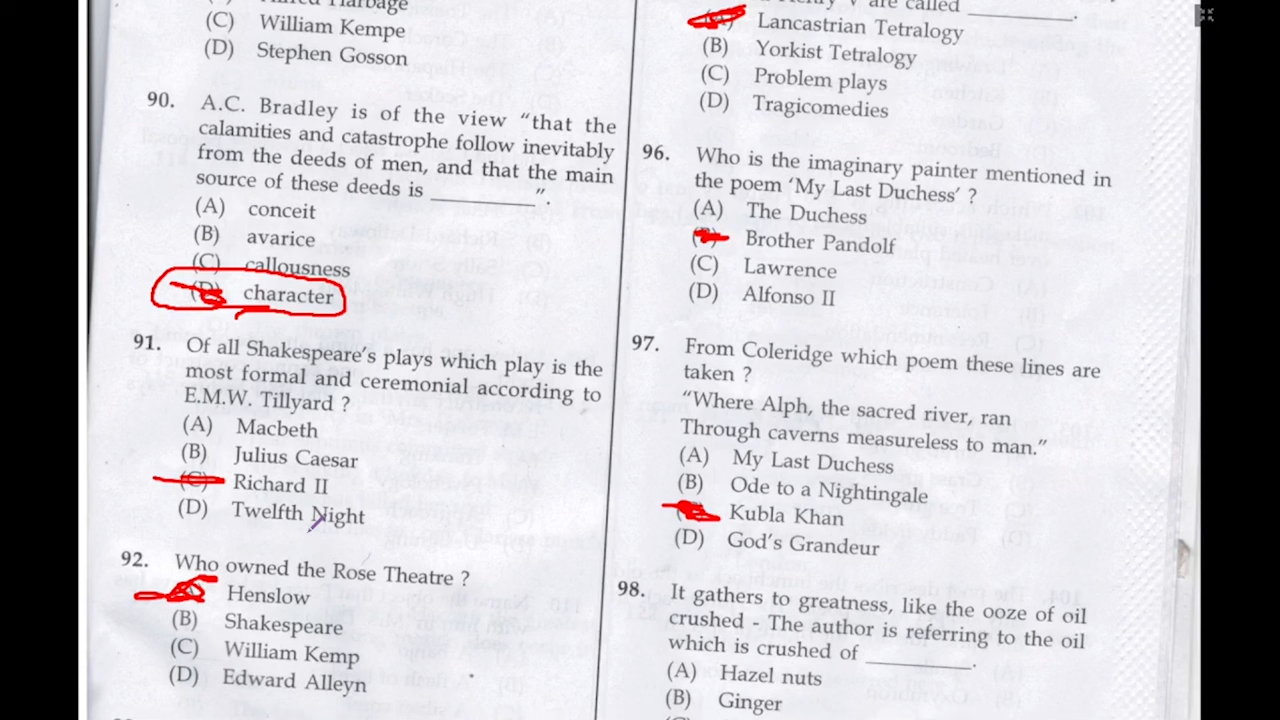 Harbage
(C) William Kempe
(D) Stephen Gosson
90. A.C. Bradley is of the view "that the
calamities and catastrophe follow inevitably
from the deeds of men, and that the main
source of these deeds is ________".
(A) conceit
(B) avarice
(C) callousness
(D) character
91. Of all Shakespeare's plays which play is the
most formal and ceremonial according to
E.M.W. Tillyard ?
(A) Macbeth
(B) Julius Caesar
(C) Richard II
(D) Twelfth Night
92. Who owned the Rose Theatre ?
Henslow
(B) Shakespeare
(C) William Kemp
(D) Edward Alleyn
are called ________.
Lancastrian Tetralogy
(B) Yorkist Tetralogy
(C) Problem plays
(D) Tragicomedies
96. Who is the imaginary painter mentioned in
the poem 'My Last Duchess' ?
(A) The Duchess
Brother Pandolf
(C) Lawrence
(D) Alfonso II
97. From Coleridge which poem these lines are
taken ?
"Where Alph, the sacred river, ran
Through caverns measureless to man."
(A) My Last Duchess
(B) Ode to a Nightingale
Kubla Khan
(D) God's Grandeur
98. It gathers to greatness, like the ooze of oil
crushed - The author is referring to the oil
which is crushed of ________.
(A) Hazel nuts
(B) Ginger